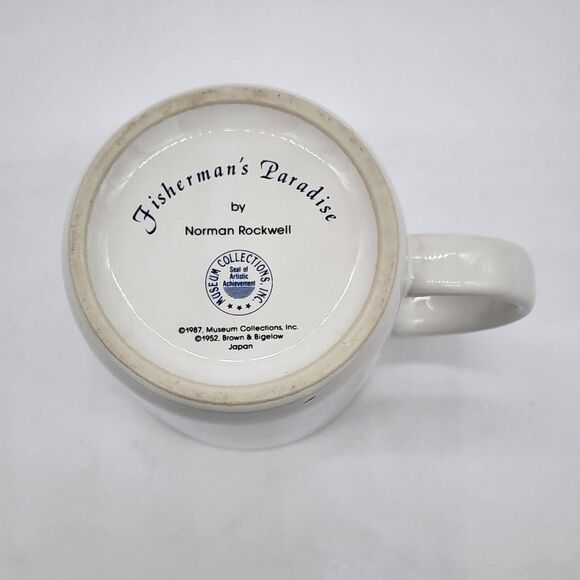 Fisherman's Paradise
by
Norman Rockwell
MUSEUM COLLECTIONS, INC.
Seal of
Artistic
Achievement
©1987, Museum Collections, Inc.
©1952, Brown & Bigelow
Japan